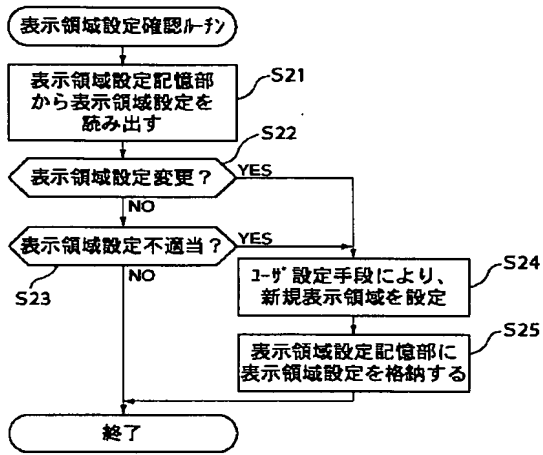 表示領域設定確認ﾙｰﾁﾝ
表示領域設定記憶部
から表示領域設定を
読み出す
S21
S22
表示領域設定変更？
YES
NO
表示領域設定不適当？
YES
NO
S23
ﾕｰｻﾞ設定手段により、
新規表示領域を設定
S24
表示領域設定記憶部に
表示領域設定を格納する
S25
終了